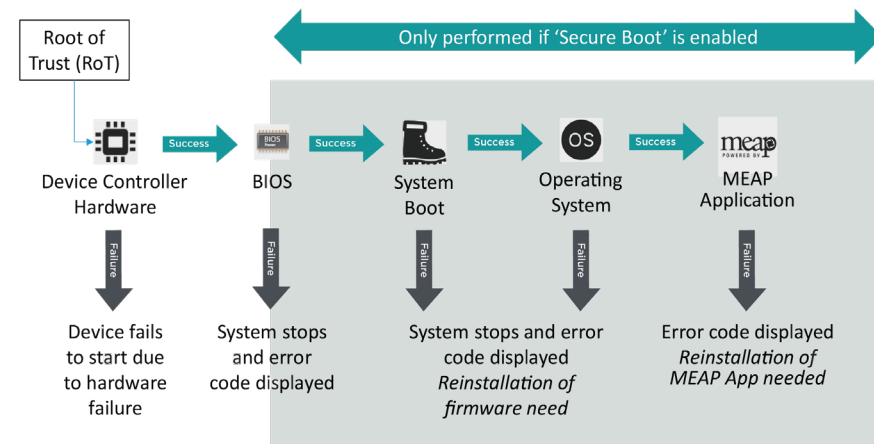 Root of
Trust (RoT)
Only performed if ‘Secure Boot’ is enabled
Success
BIOS
Success
Success
OS
Success
meap
POWERED BY
Device Controller
Hardware
BIOS
System
Boot
Operating
System
MEAP
Application
Failure
Failure
Failure
Failure
Failure
Device fails
to start due
to hardware
failure
System stops
and error
code displayed
System stops and error
code displayed
Reinstallation of
firmware need
Error code displayed
Reinstallation of
MEAP App needed